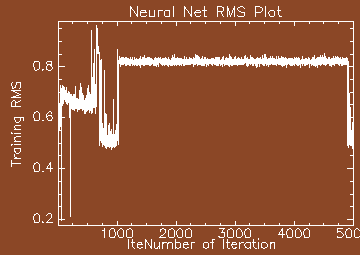 Neural Net RMS Plot
Training RMS
0.8
0.6
0.4
0.2
1000 2000 3000 4000 500
IteNumber of Iteration